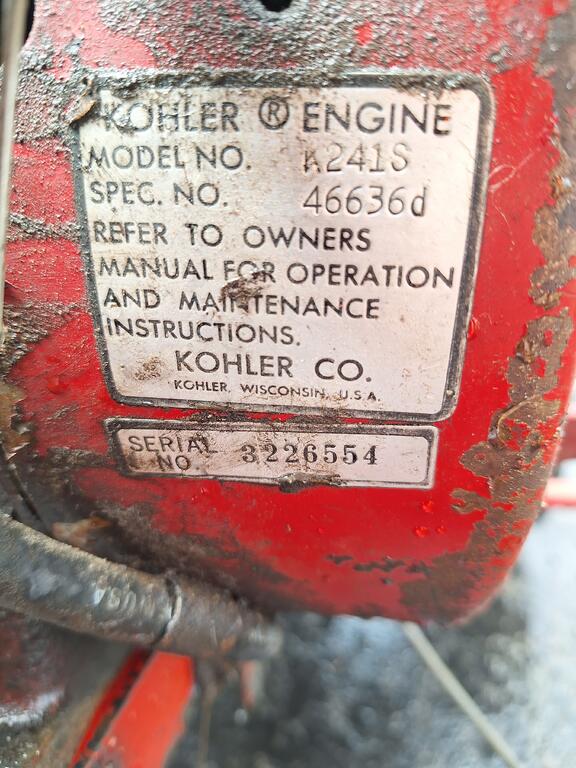 KOHLER ® ENGINE
MODEL NO. K241S
SPEC. NO. 46636d
REFER TO OWNERS
MANUAL FOR OPERATION
AND MAINTENANCE
INSTRUCTIONS.
KOHLER CO.
KOHLER, WISCONSIN, U.S.A.
SERIAL NO. 3226554